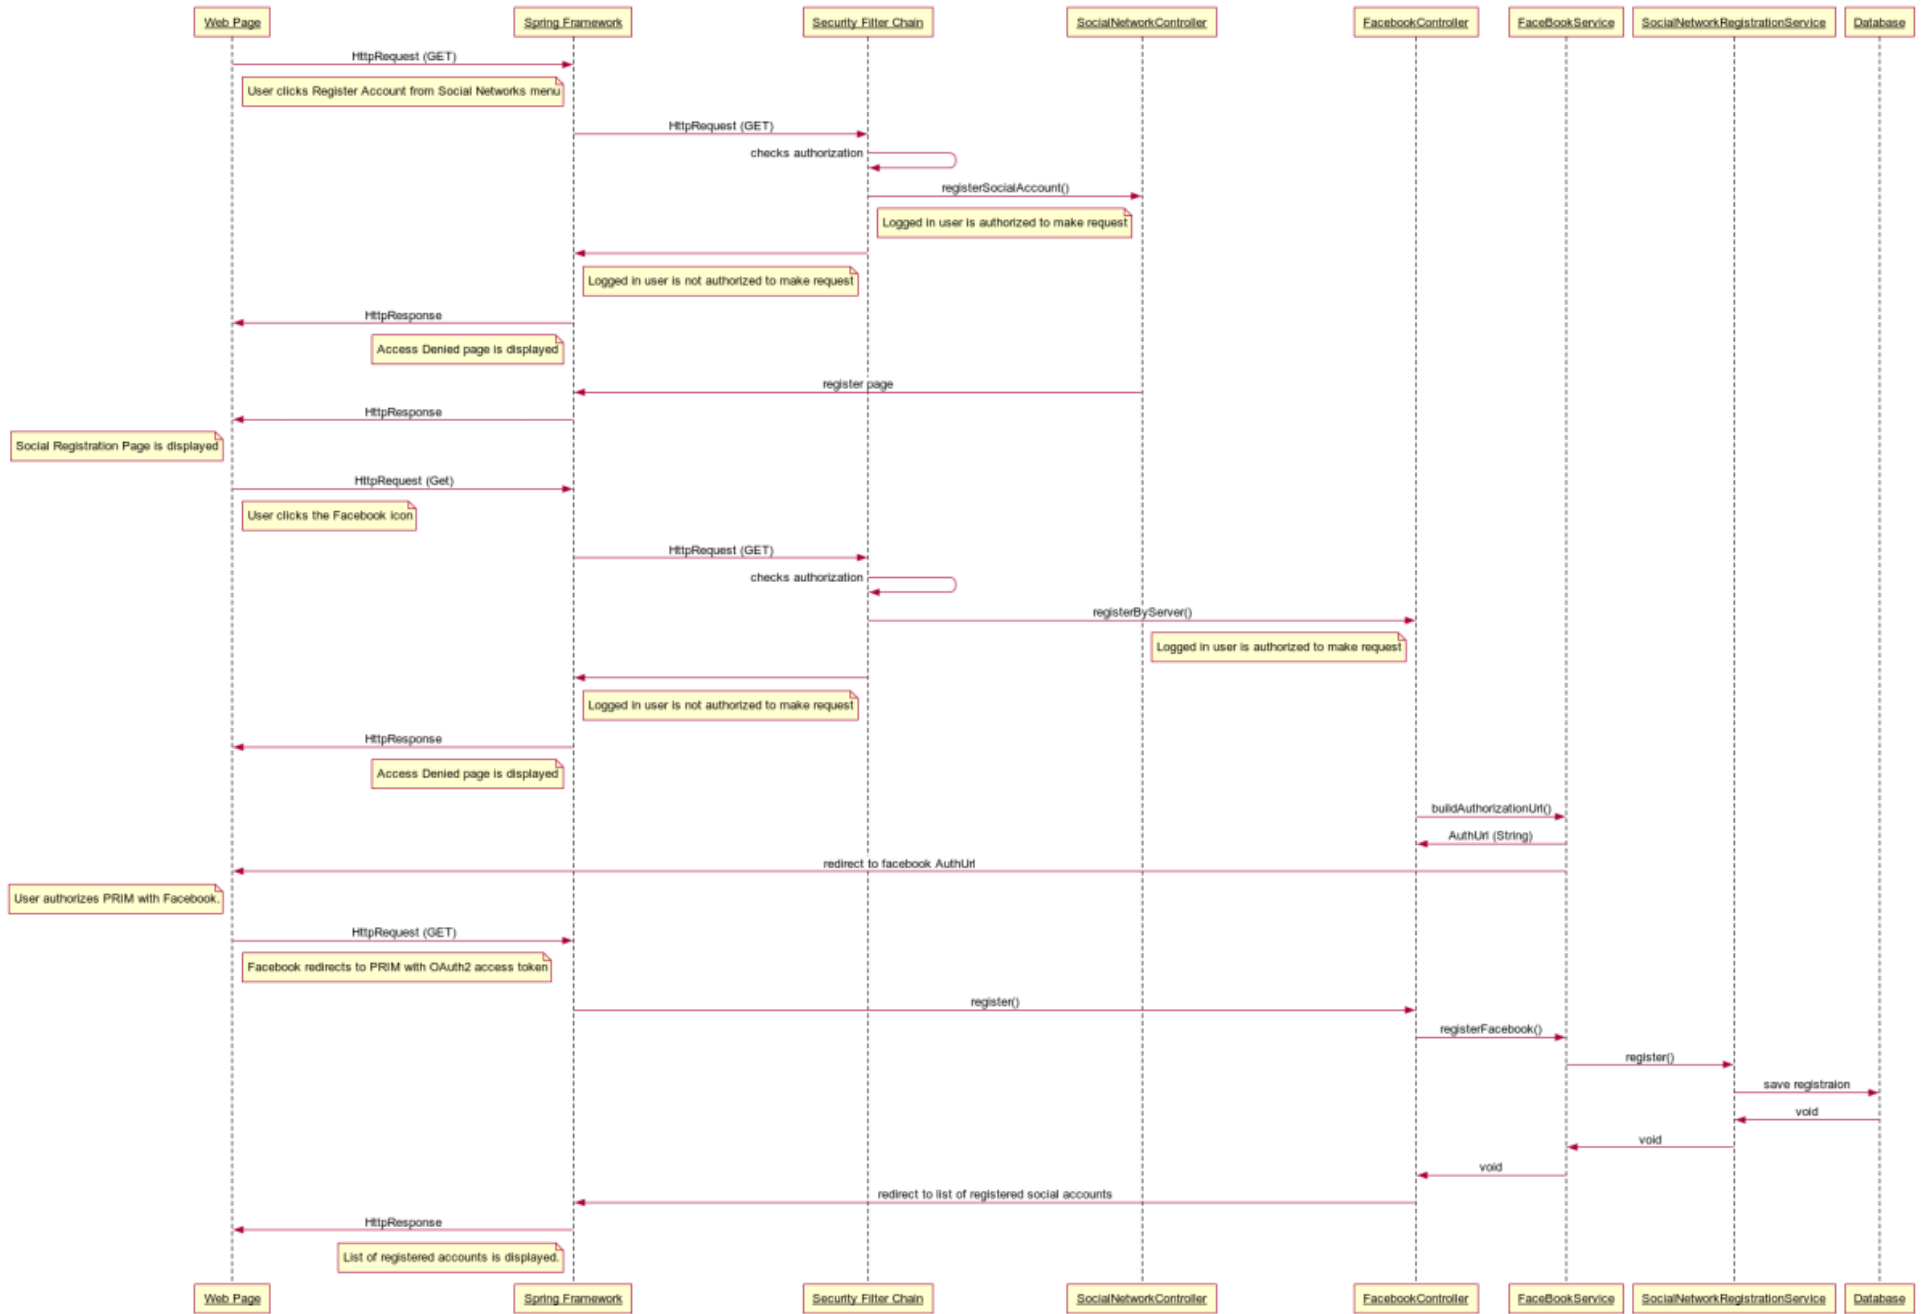 Web Page
Spring Framework
Security Filter Chain
SocialNetworkController
FacebookController
FaceBookService
SocialNetworkRegistrationService
Database
HttpRequest (GET)
User clicks Register Account from Social Networks menu
HttpRequest (GET)
checks authorization
registerSocialAccount()
Logged in user is authorized to make request
Logged in user is not authorized to make request
HttpResponse
Access Denied page is displayed
register page
HttpResponse
Social Registration Page is displayed
HttpRequest (Get)
User clicks the Facebook icon
HttpRequest (GET)
checks authorization
registerByServer()
Logged in user is authorized to make request
Logged in user is not authorized to make request
HttpResponse
Access Denied page is displayed
buildAuthorizationUrl()
AuthUrl (String)
redirect to facebook AuthUrl
User authorizes PRIM with Facebook.
HttpRequest (GET)
Facebook redirects to PRIM with OAuth2 access token
register()
registerFacebook()
register()
save registraion
void
void
void
redirect to list of registered social accounts
HttpResponse
List of registered accounts is displayed.
Web Page
Spring Framework
Security Filter Chain
SocialNetworkController
FacebookController
FaceBookService
SocialNetworkRegistrationService
Database